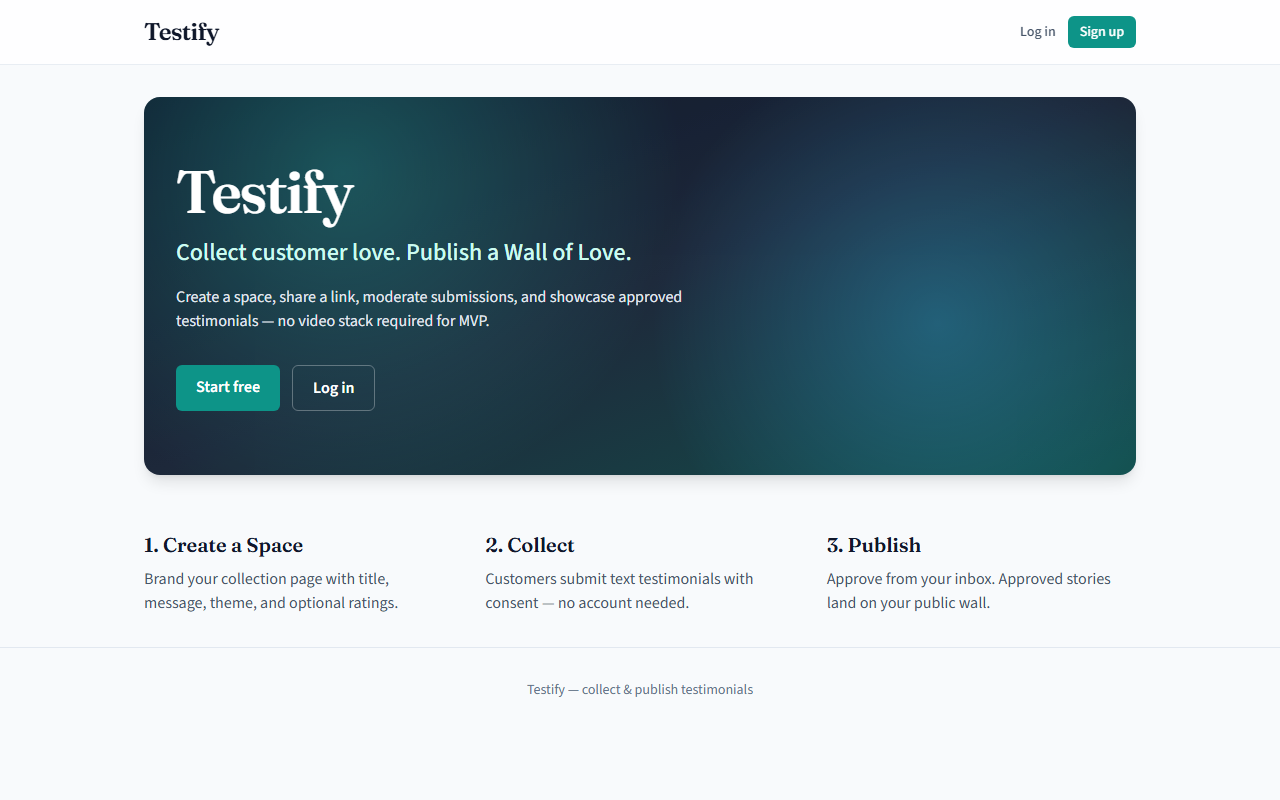 Testify
Log in
Sign up
Testify
Collect customer love. Publish a Wall of Love.
Create a space, share a link, moderate submissions, and showcase approved
testimonials — no video stack required for MVP.
Start free
Log in
1. Create a Space
Brand your collection page with title,
message, theme, and optional ratings.
2. Collect
Customers submit text testimonials with
consent — no account needed.
3. Publish
Approve from your inbox. Approved stories
land on your public wall.
Testify — collect & publish testimonials